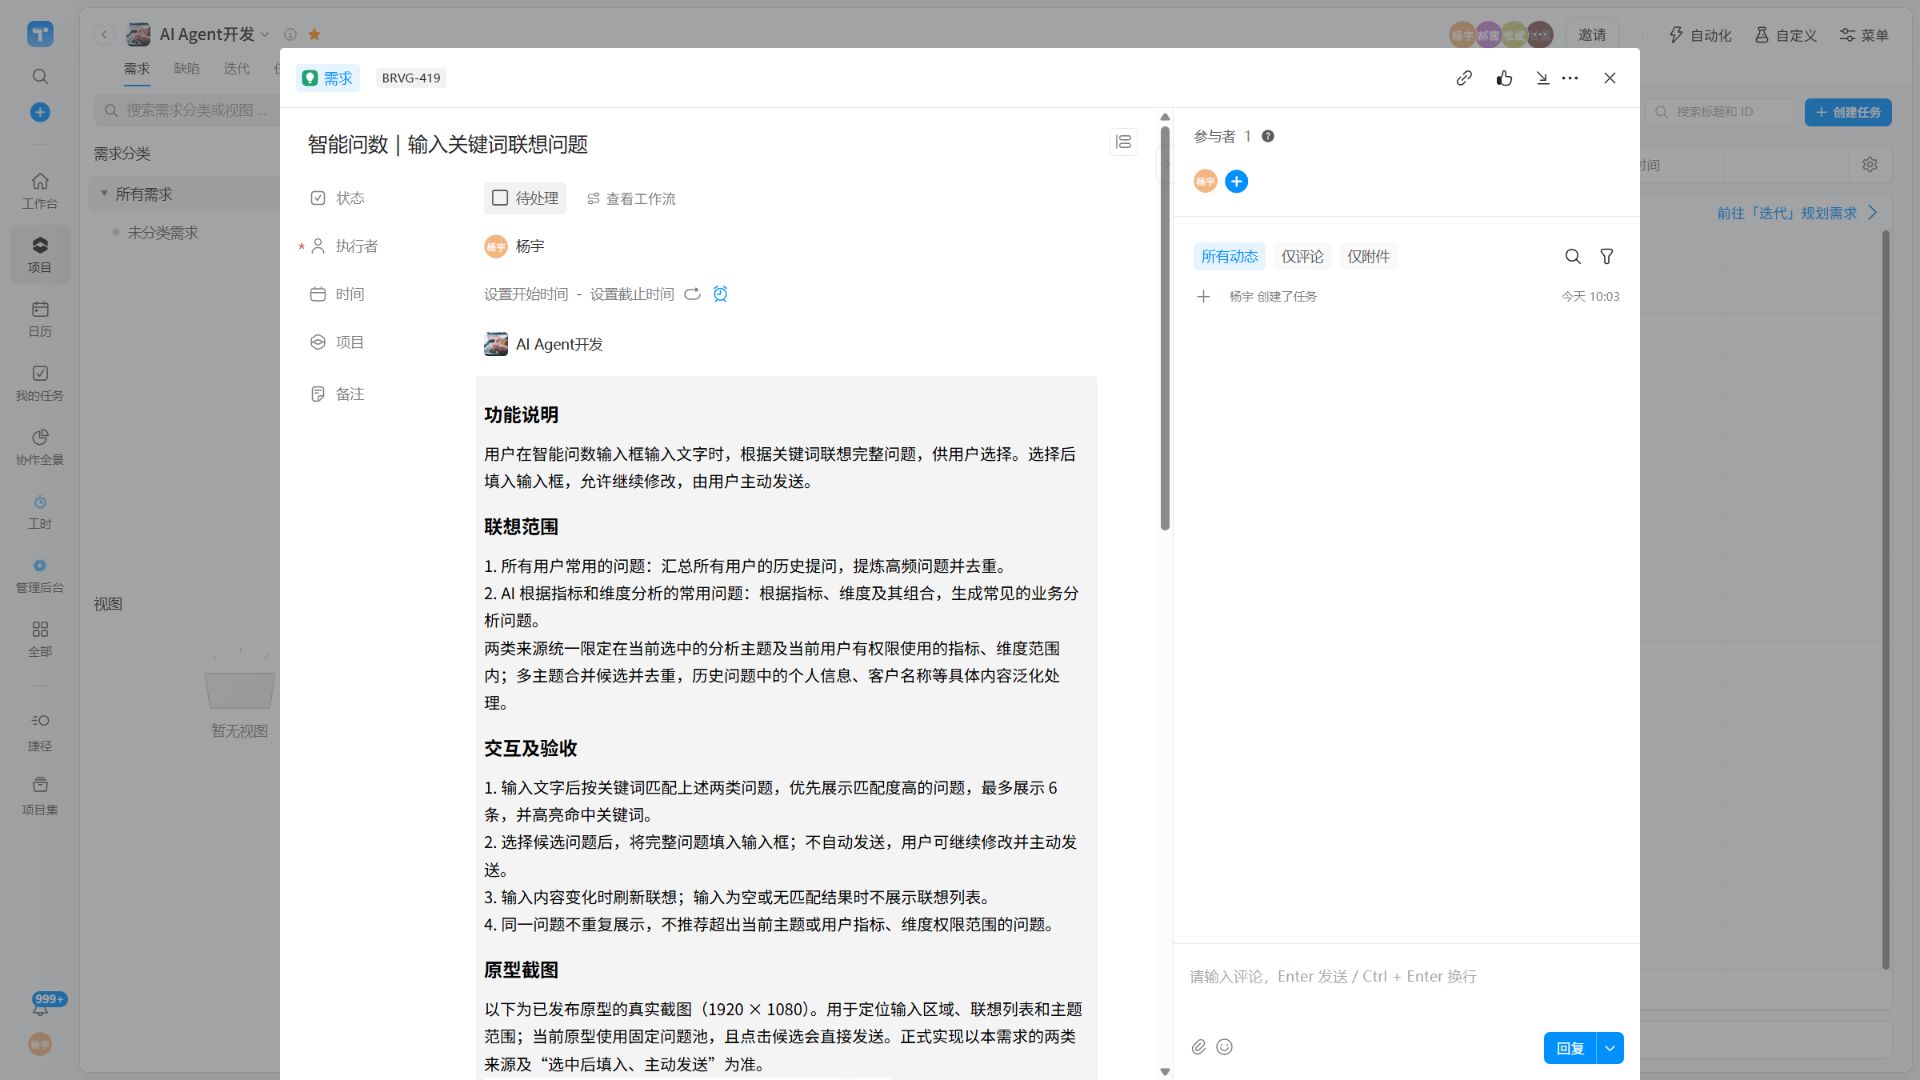 AI Agent开发
邀请
自动化
自定义
菜单
需求
缺陷
迭代
搜索需求分类或视图 ...
需求分类
所有需求
未分类需求
视图
暂无视图
工作台
项目
日历
我的任务
协作全景
工时
管理后台
全部
捷径
项目集
999+
杨宇
需求
BRVG-419
智能问数 | 输入关键词联想问题
状态
待处理
查看工作流
* 执行者
杨宇
杨宇
时间
设置开始时间 - 设置截止时间
项目
AI Agent开发
备注
功能说明
用户在智能问数输入框输入文字时，根据关键词联想完整问题，供用户选择。选择后
填入输入框，允许继续修改，由用户主动发送。
联想范围
1. 所有用户常用的问题：汇总所有用户的历史提问，提炼高频问题并去重。
2. AI 根据指标和维度分析的常用问题：根据指标、维度及其组合，生成常见的业务分
析问题。
两类来源统一限定在当前选中的分析主题及当前用户有权限使用的指标、维度范围
内；多主题合并候选并去重，历史问题中的个人信息、客户名称等具体内容泛化处
理。
交互及验收
1. 输入文字后按关键词匹配上述两类问题，优先展示匹配度高的问题，最多展示 6
条，并高亮命中关键词。
2. 选择候选问题后，将完整问题填入输入框；不自动发送，用户可继续修改并主动发
送。
3. 输入内容变化时刷新联想；输入为空或无匹配结果时不展示联想列表。
4. 同一问题不重复展示，不推荐超出当前主题或用户指标、维度权限范围的问题。
原型截图
以下为已发布原型的真实截图（1920 × 1080）。用于定位输入区域、联想列表和主题
范围；当前原型使用固定问题池，且点击候选会直接发送。正式实现以本需求的两类
来源及“选中后填入、主动发送”为准。
参与者 1
杨宇
所有动态
仅评论
仅附件
杨宇 创建了任务
今天 10:03
请输入评论，Enter 发送 / Ctrl + Enter 换行
回复
搜索标题和 ID
创建任务
时间
前往「迭代」规划需求